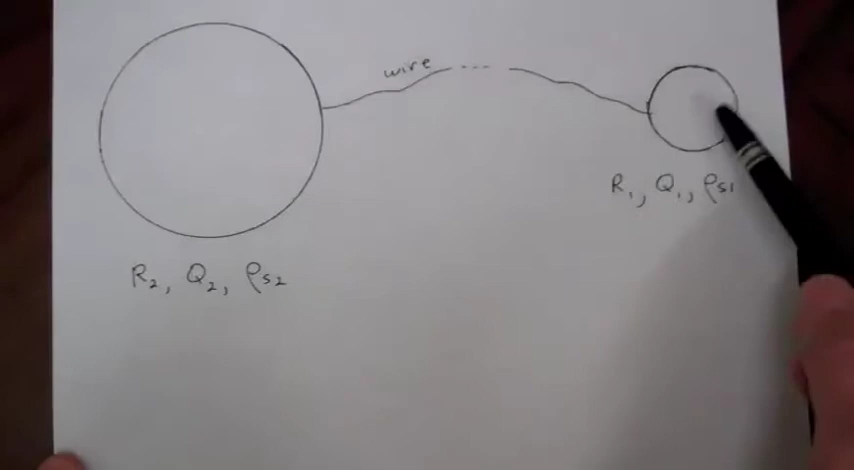 wire
R₁, Q₁, ρs1
R₂, Q₂, ρs2